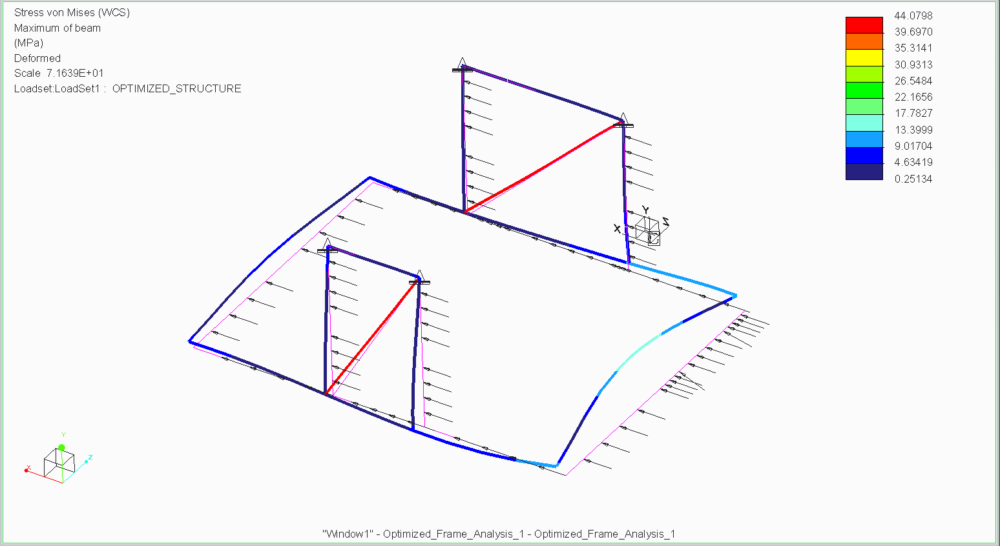 Stress von Mises (WCS)
Maximum of beam
(MPa)
Deformed
Scale 7.1639E+01
Loadset:LoadSet1 : OPTIMIZED_STRUCTURE
44.0798
39.6970
35.3141
30.9313
26.5484
22.1656
17.7827
13.3999
9.01704
4.63419
0.25134
Y
X
Z
Y
X
Z
"Window1" - Optimized_Frame_Analysis_1 - Optimized_Frame_Analysis_1